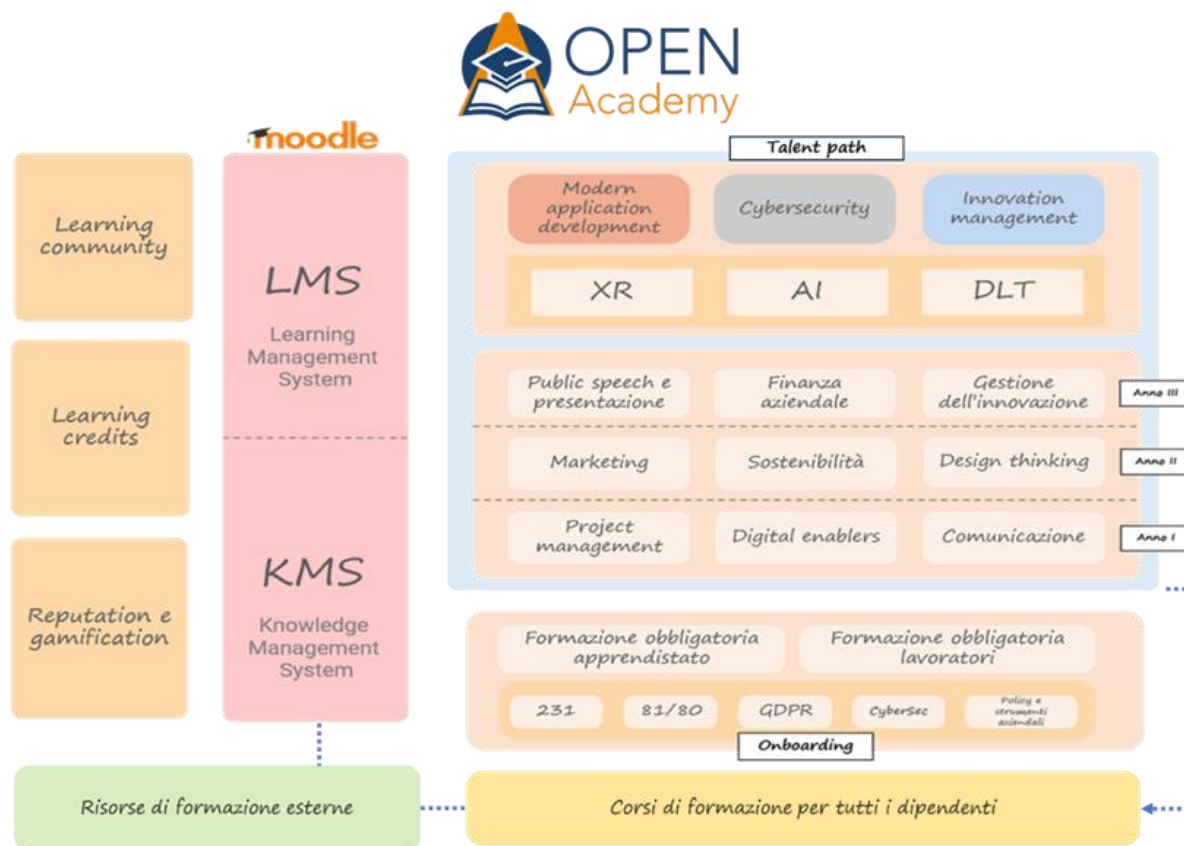 OPEN
Academy
moodle
Learning
community
Learning
credits
Reputation e
gamification
LMS
Learning
Management
System
KMS
Knowledge
Management
System
Talent path
Modern
application
development
Cybersecurity
Innovation
management
XR
AI
DLT
Public speech e
presentazione
Finanza
aziendale
Gestione
dell'innovazione
Anno III
Marketing
Sostenibilità
Design thinking
Anno II
Project
management
Digital enablers
Comunicazione
Anno I
Formazione obbligatoria
apprendistato
Formazione obbligatoria
lavoratori
231
81/80
GDPR
CyberSec
Policy e
strumenti
aziendali
Onboarding
Risorse di formazione esterne
Corsi di formazione per tutti i dipendenti